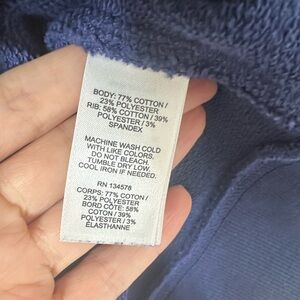 BODY: 77% COTTON /
23% POLYESTER
RIB: 58% COTTON / 39%
POLYESTER / 3%
SPANDEX
MACHINE WASH COLD
WITH LIKE COLORS.
DO NOT BLEACH.
TUMBLE DRY LOW.
COOL IRON IF NEEDED.
RN 134578
CORPS: 77% COTON /
23% POLYESTER
BORD CÔTE: 58%
COTON / 39%
POLYESTER / 3%
ÉLASTHANNE